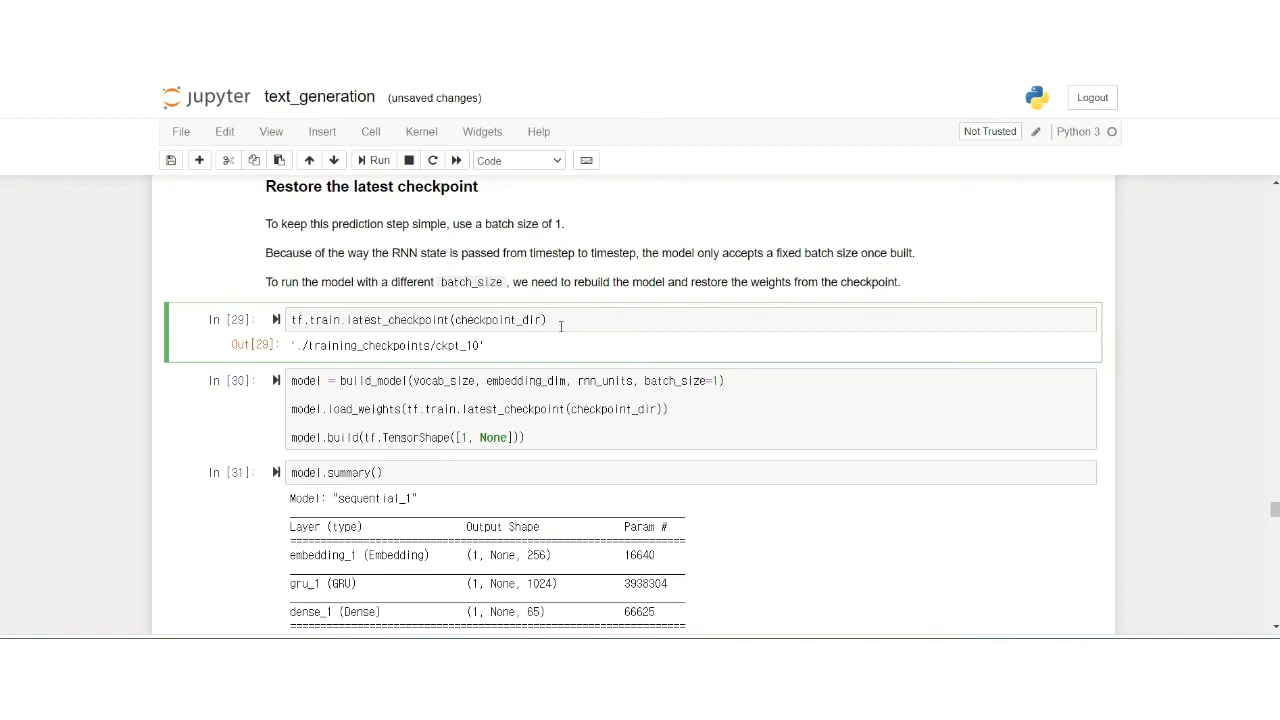 jupyter text_generation (unsaved changes) Logout
File Edit View Insert Cell Kernel Widgets Help Not Trusted Python 3
Run Code
Restore the latest checkpoint
To keep this prediction step simple, use a batch size of 1.
Because of the way the RNN state is passed from timestep to timestep, the model only accepts a fixed batch size once built.
To run the model with a different batch_size, we need to rebuild the model and restore the weights from the checkpoint.
In [29]: tf.train.latest_checkpoint(checkpoint_dir)
Out[29]: './training_checkpoints/ckpt_10'
In [30]: model = build_model(vocab_size, embedding_dim, rnn_units, batch_size=1)
model.load_weights(tf.train.latest_checkpoint(checkpoint_dir))
model.build(tf.TensorShape([1, None]))
In [31]: model.summary()
Model: "sequential_1"
Layer (type) Output Shape Param #
embedding_1 (Embedding) (1, None, 256) 16640
gru_1 (GRU) (1, None, 1024) 3938304
dense_1 (Dense) (1, None, 65) 66625